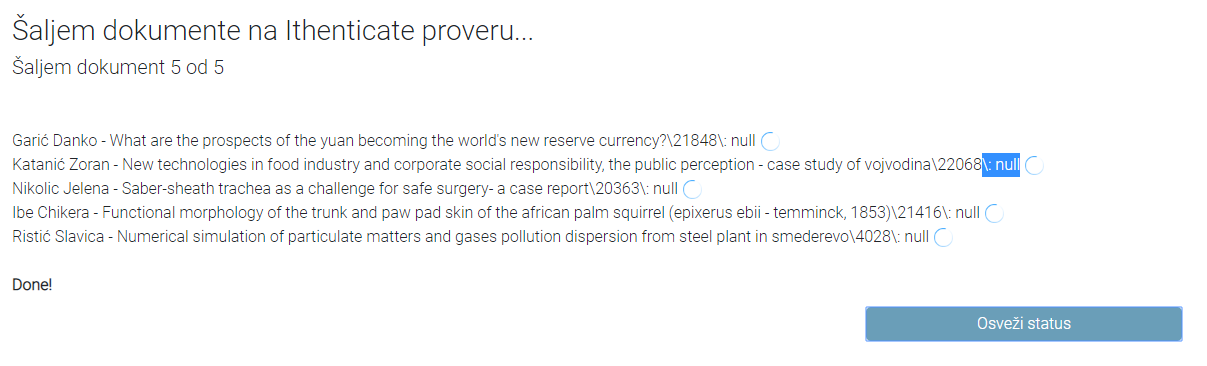 Šaljem dokumente na Ithenticate proveru...
Šaljem dokument 5 od 5
Garić Danko - What are the prospects of the yuan becoming the world's new reserve currency?\21848\: null
Katanić Zoran - New technologies in food industry and corporate social responsibility, the public perception - case study of vojvodina\22068\: null
Nikolic Jelena - Saber-sheath trachea as a challenge for safe surgery- a case report\20363\: null
Ibe Chikera - Functional morphology of the trunk and paw pad skin of the african palm squirrel (epixerus ebii - temminck, 1853)\21416\: null
Ristić Slavica - Numerical simulation of particulate matters and gases pollution dispersion from steel plant in smederevo\4028\: null
Done!
Osveži status